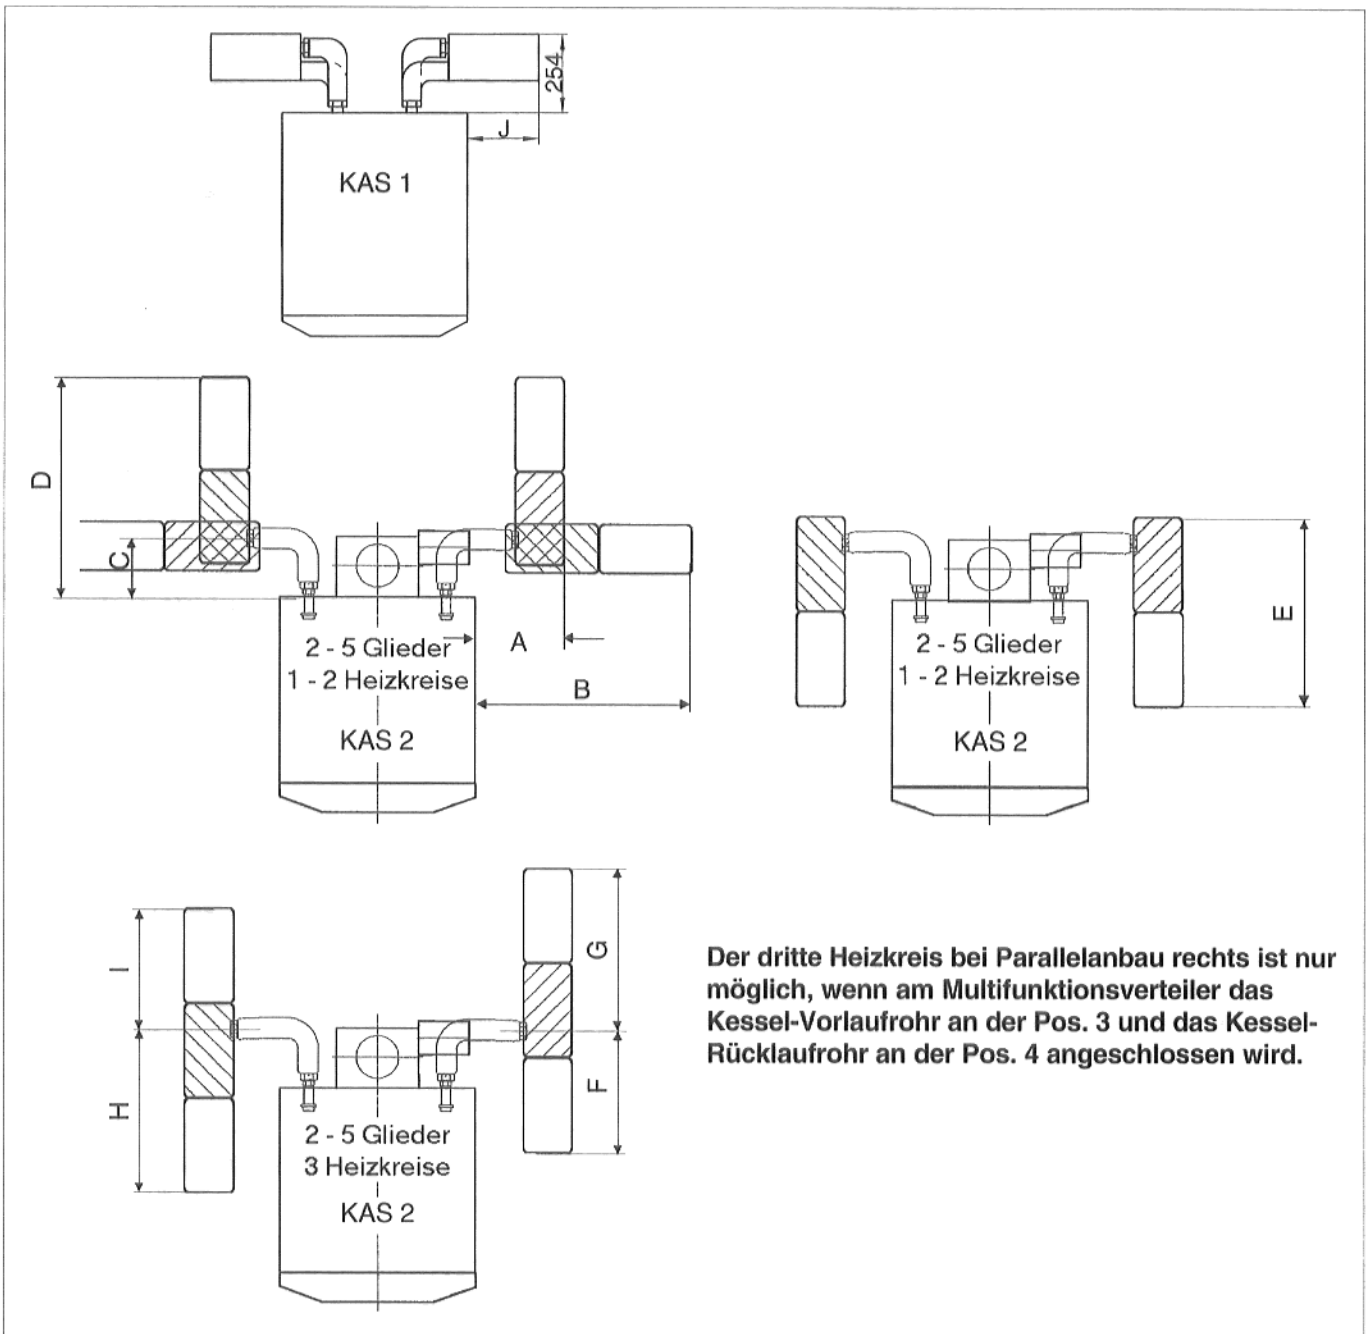 254
J
KAS 1
D
C
A
B
2 - 5 Glieder
1 - 2 Heizkreise
KAS 2
E
2 - 5 Glieder
1 - 2 Heizkreise
KAS 2
I
H
G
F
2 - 5 Glieder
3 Heizkreise
KAS 2
Der dritte Heizkreis bei Parallelanbau rechts ist nur
möglich, wenn am Multifunktionsverteiler das
Kessel-Vorlaufrohr an der Pos. 3 und das Kessel-
Rücklaufrohr an der Pos. 4 angeschlossen wird.